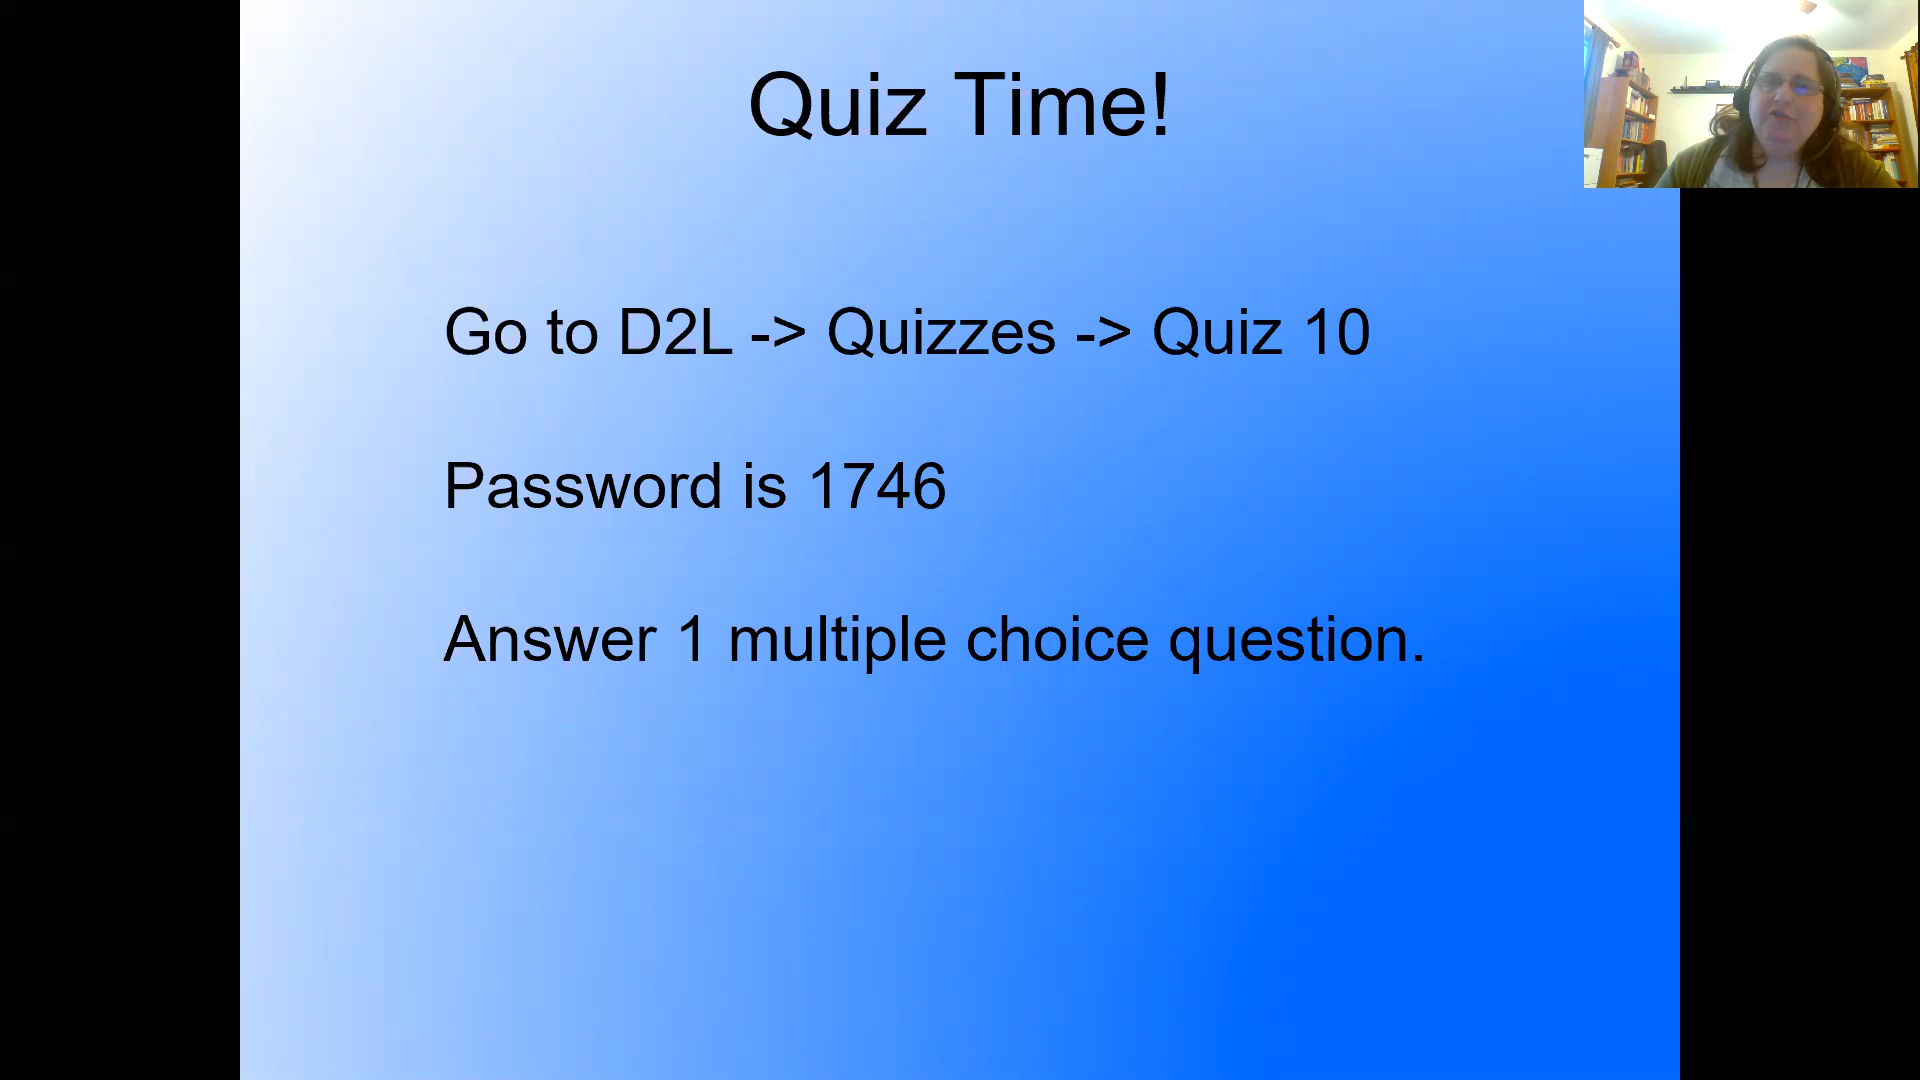 Quiz Time!
Go to D2L -> Quizzes -> Quiz 10
Password is 1746
Answer 1 multiple choice question.